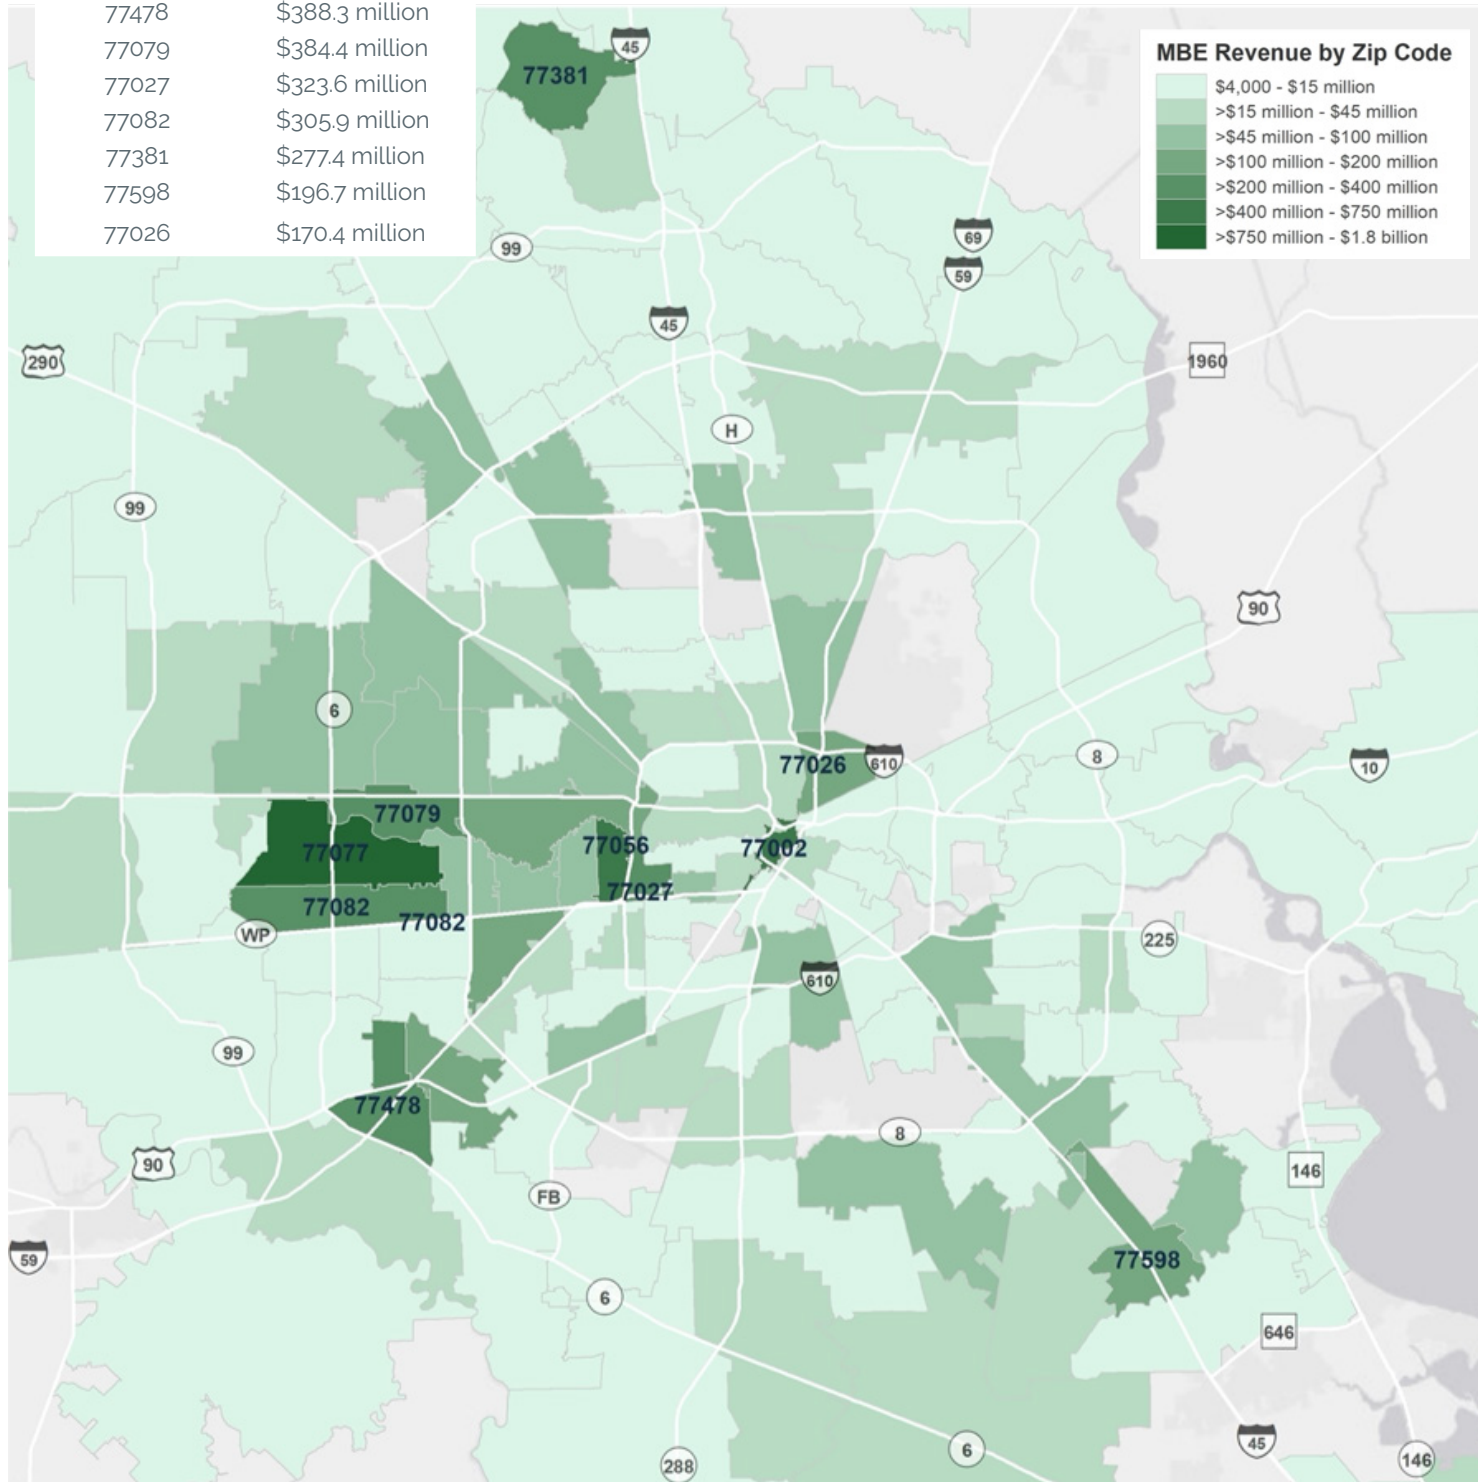 77478 $388.3 million
77079 $384.4 million
77027 $323.6 million
77082 $305.9 million
77381 $277.4 million
77598 $196.7 million
77026 $170.4 million
MBE Revenue by Zip Code
$4,000 - $15 million
>$15 million - $45 million
>$45 million - $100 million
>$100 million - $200 million
>$200 million - $400 million
>$400 million - $750 million
>$750 million - $1.8 billion
45
77381
99
69
59
45
290
1960
H
99
90
6
8
10
77026
610
77079
77056
77002
77077
77027
77082
77082
WP
225
610
99
77478
8
90
146
FB
59
77598
6
646
6
45
288
146